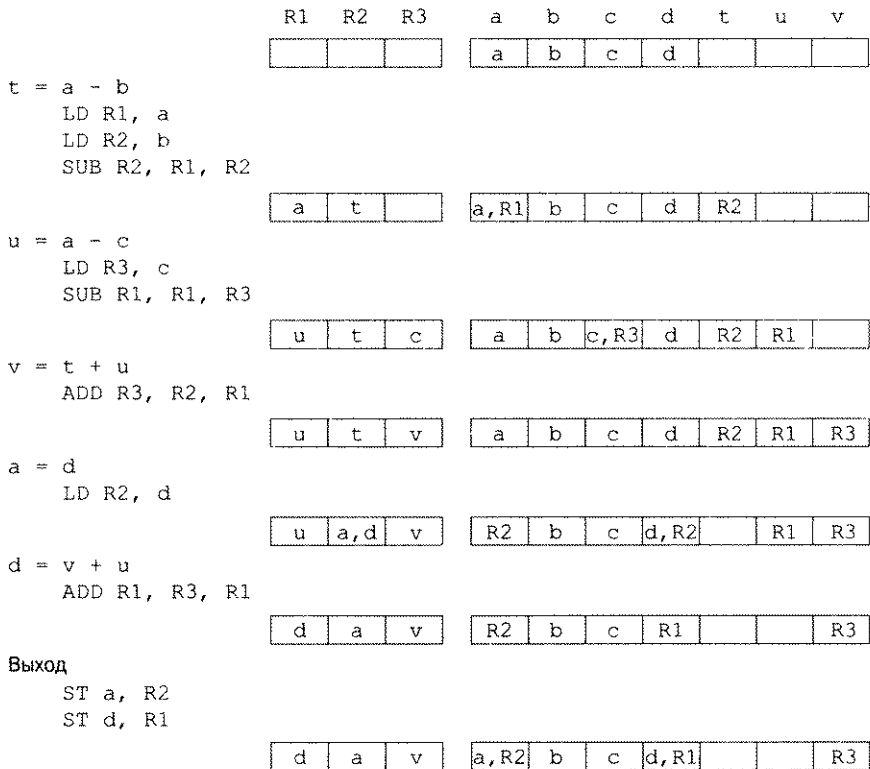 R1 R2 R3 a b c d t u v
a b c d
t = a - b
LD R1, a
LD R2, b
SUB R2, R1, R2
a t a,R1 b c d R2
u = a - c
LD R3, c
SUB R1, R1, R3
u t c a b c,R3 d R2 R1
v = t + u
ADD R3, R2, R1
u t v a b c d R2 R1 R3
a = d
LD R2, d
u a,d v R2 b c d,R2 R1 R3
d = v + u
ADD R1, R3, R1
d a v R2 b c R1 R3
Выход
ST a, R2
ST d, R1
d a v a,R2 b c d,R1 R3